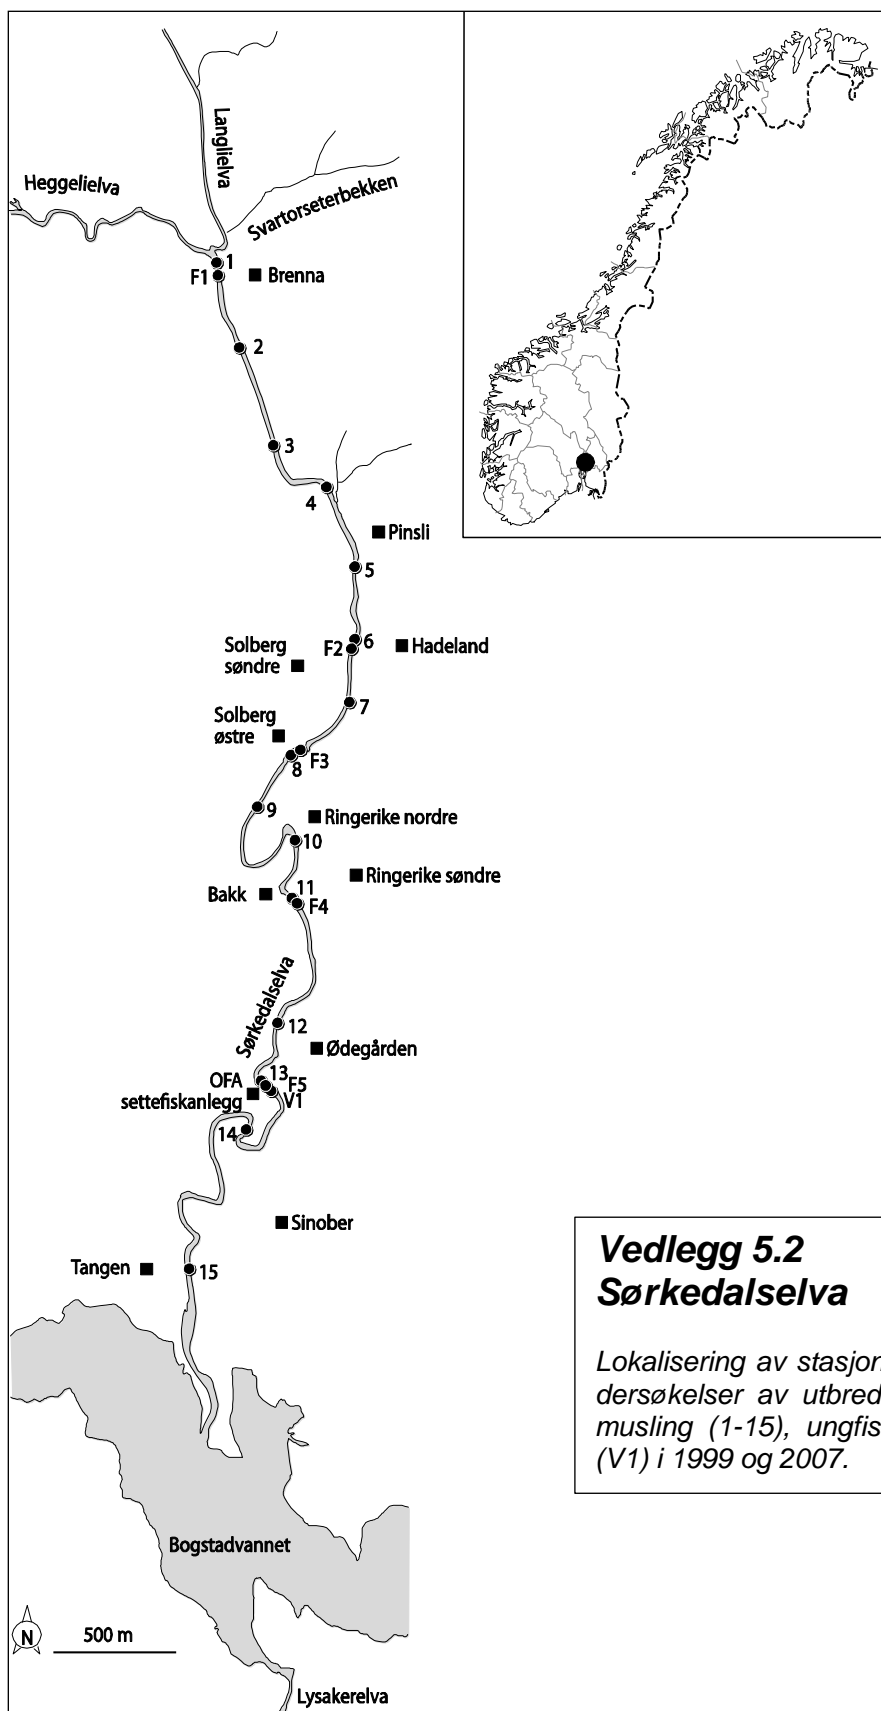 Langlielva
Heggelielva
Svartorseterbekken
1
F1
Brenna
2
3
4
Pinsli
5
6
F2
Hadeland
Solberg
søndre
7
Solberg
østre
F3
8
9
Ringerike nordre
10
Ringerike søndre
Bakk
11
F4
Sørkedalselva
12
Ødegården
13
OFA
settefiskanlegg
F5
V1
14
Sinober
Tangen
15
Vedlegg 5.2
Sørkedalselva
Lokalisering av stasjon
dersøkelser av utbred
musling (1-15), ungfis
(V1) i 1999 og 2007.
Bogstadvannet
N
500 m
Lysakerelva